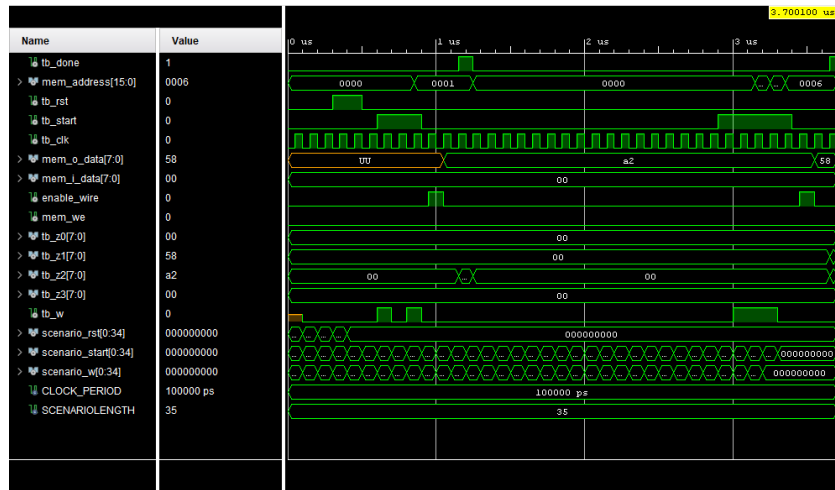 3.700100 us
Name Value
0 us 1 us 2 us 3 us
tb_done 1
mem_address[15:0] 0006 0000 0001 0000 ... ... 0006
tb_rst 0
tb_start 0
tb_clk 0
mem_o_data[7:0] 58 UU a2 58
mem_i_data[7:0] 00 00
enable_wire 0
mem_we 0
tb_z0[7:0] 00 00
tb_z1[7:0] 58 00
tb_z2[7:0] a2 00 ... 00
tb_z3[7:0] 00 00
tb_w 0
scenario_rst[0:34] 000000000 ... ... ... ... 000000000
scenario_start[0:34] 000000000 000000000
scenario_w[0:34] 000000000 000000000
CLOCK_PERIOD 100000 ps 100000 ps
SCENARIOLENGTH 35 35